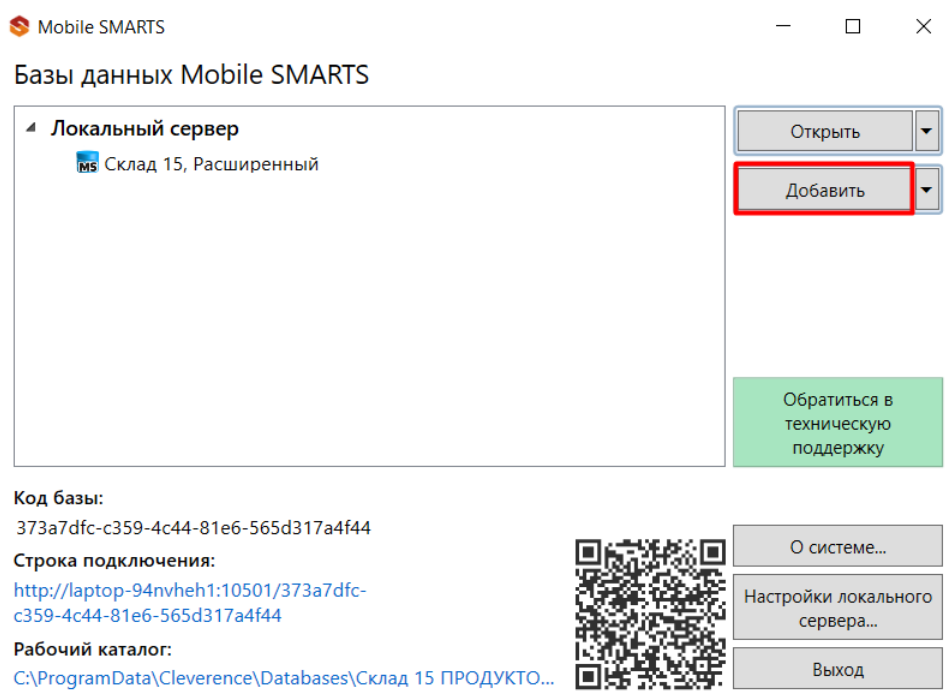 Mobile SMARTS
Базы данных Mobile SMARTS
Локальный сервер
MS Склад 15, Расширенный
Открыть
Добавить
Обратиться в
техническую
поддержку
Код базы:
373a7dfc-c359-4c44-81e6-565d317a4f44
Строка подключения:
http://laptop-94nvheh1:10501/373a7dfc-
c359-4c44-81e6-565d317a4f44
Рабочий каталог:
C:\ProgramData\Cleverence\Databases\Склад 15 ПРОДУКТО...
О системе...
Настройки локального
сервера...
Выход